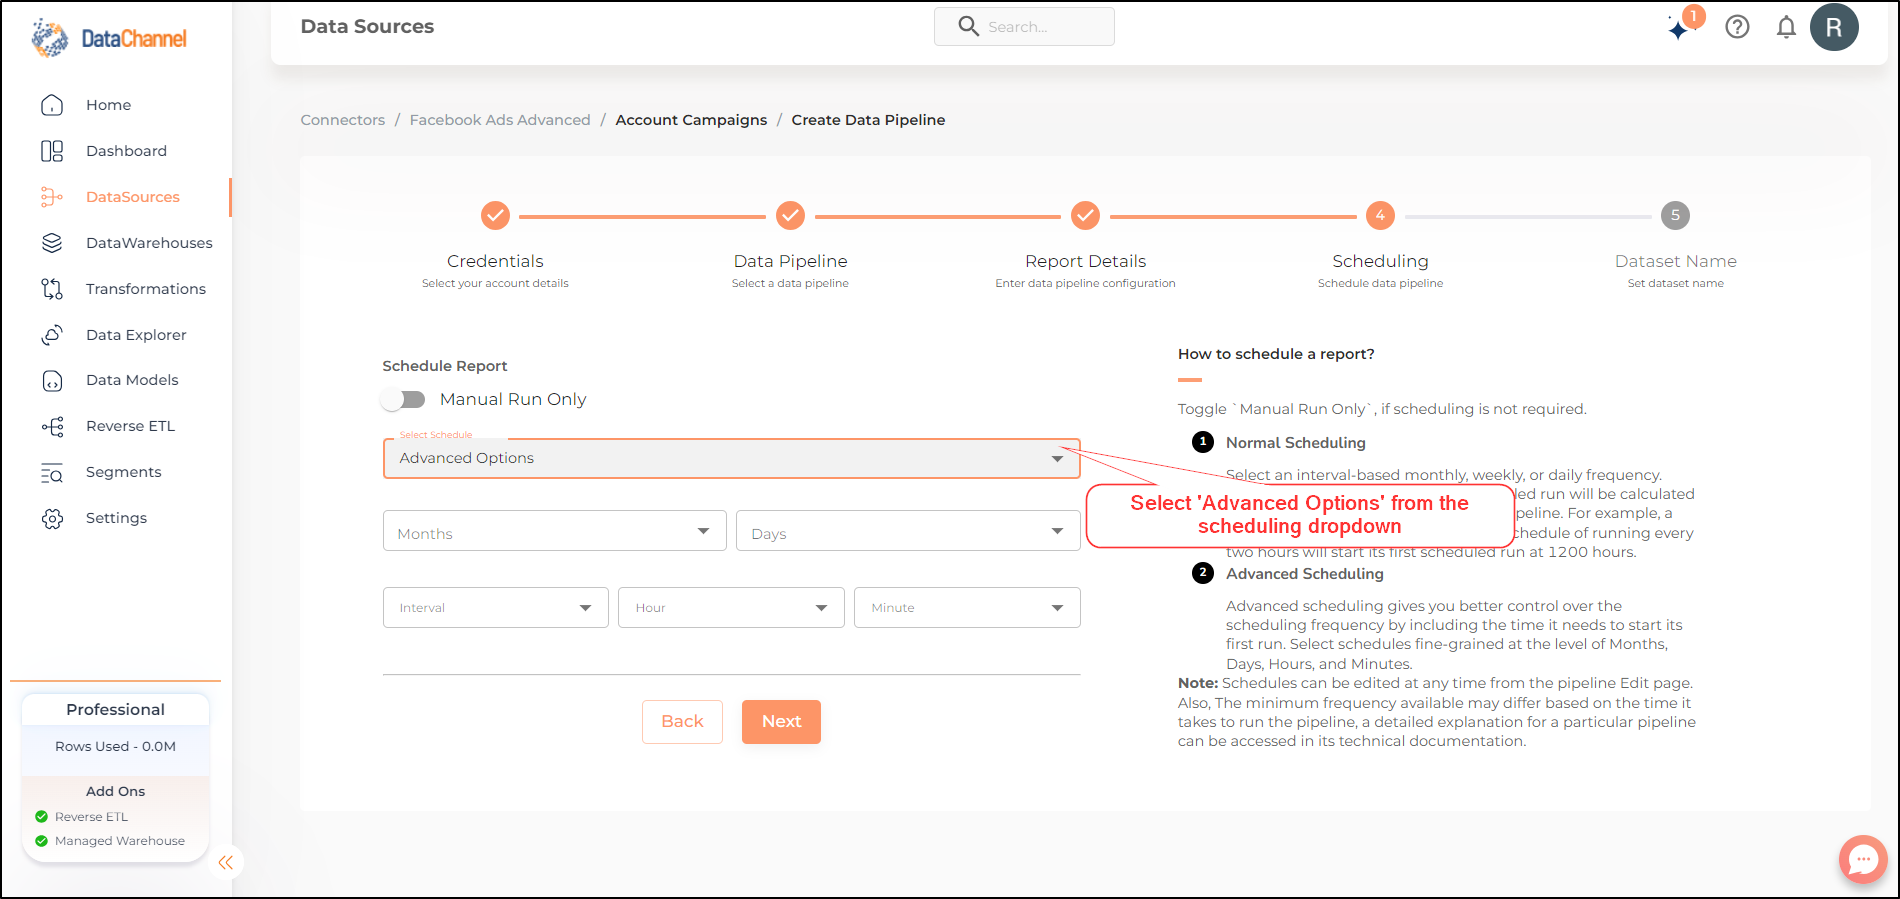 DataChannel
Data Sources
Search...
1
R
Home
Dashboard
DataSources
DataWarehouses
Transformations
Data Explorer
Data Models
Reverse ETL
Segments
Settings
Professional
Rows Used - 0.0M
Add Ons
Reverse ETL
Managed Warehouse
Connectors / Facebook Ads Advanced / Account Campaigns / Create Data Pipeline
4
5
Credentials
Select your account details
Data Pipeline
Select a data pipeline
Report Details
Enter data pipeline configuration
Scheduling
Schedule data pipeline
Dataset Name
Set dataset name
Schedule Report
Manual Run Only
Select Schedule
Advanced Options
Months
Days
Interval
Hour
Minute
Back
Next
Select 'Advanced Options' from the
scheduling dropdown
How to schedule a report?
Toggle `Manual Run Only`, if scheduling is not required.
1 Normal Scheduling
Select an interval-based monthly, weekly, or daily frequency.
run will be calculated
For example, a
of running every
two hours will start its first scheduled run at 1200 hours.
2 Advanced Scheduling
Advanced scheduling gives you better control over the
scheduling frequency by including the time it needs to start its
first run. Select schedules fine-grained at the level of Months,
Days, Hours, and Minutes.
Note: Schedules can be edited at any time from the pipeline Edit page.
Also, The minimum frequency available may differ based on the time it
takes to run the pipeline, a detailed explanation for a particular pipeline
can be accessed in its technical documentation.